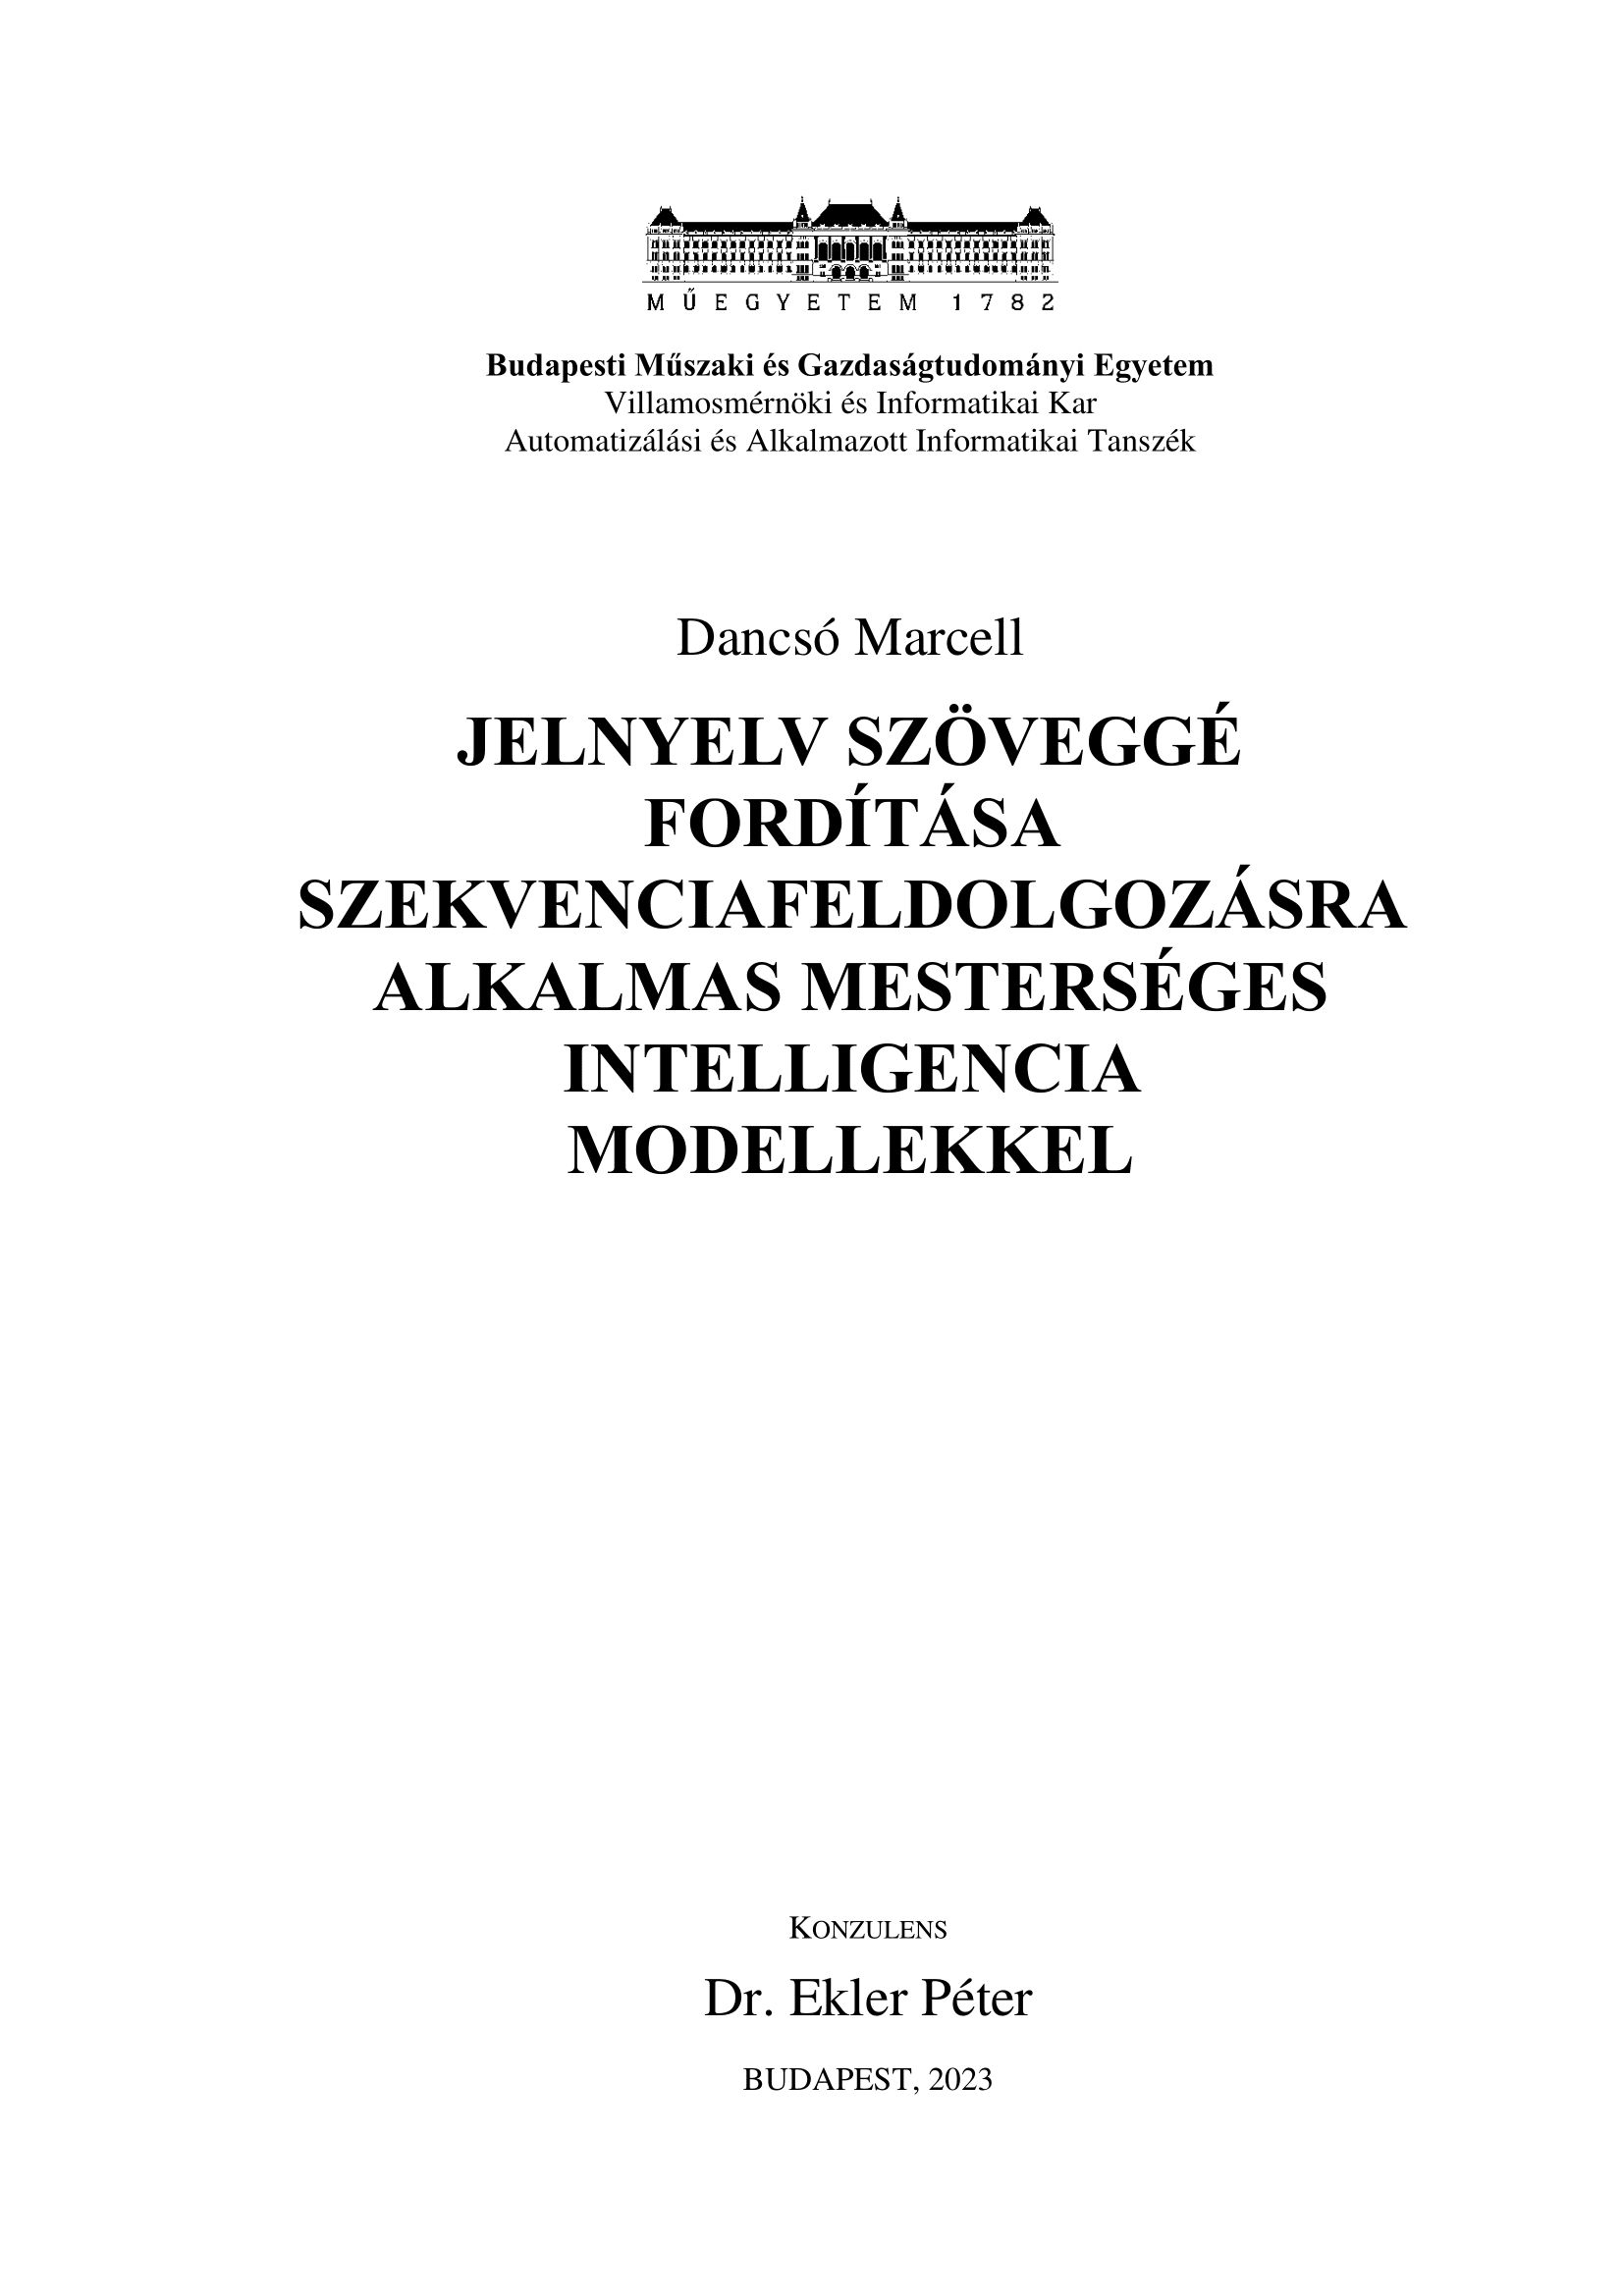 MŰEGYETEM 1782
Budapesti Műszaki és Gazdaságtudományi Egyetem
Villamosmérnöki és Informatikai Kar
Automatizálási és Alkalmazott Informatikai Tanszék
Dancsó Marcell
JELNYELV SZÖVEGGÉ
FORDÍTÁSA
SZEKVENCIAFELDOLGOZÁSRA
ALKALMAS MESTERSÉGES
INTELLIGENCIA
MODELLEKKEL
KONZULENS
Dr. Ekler Péter
BUDAPEST, 2023